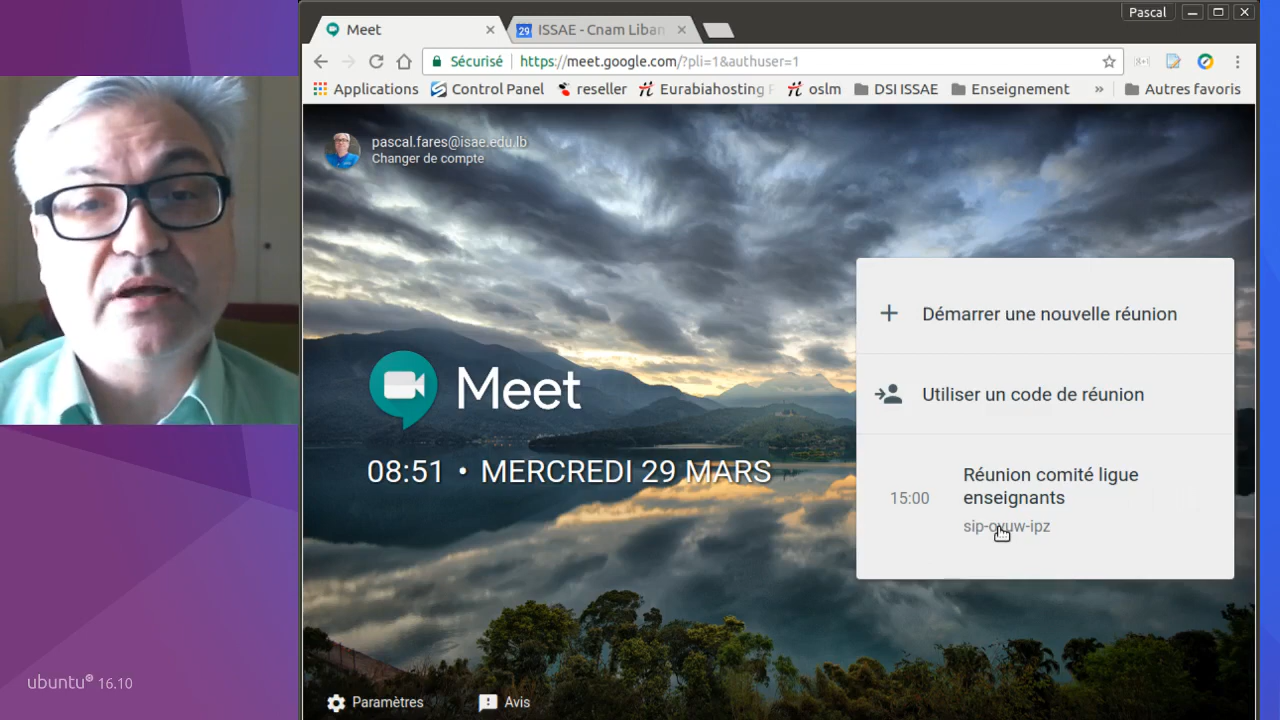 Pascal
Meet
29 ISSAE - Cnam Liban
Sécurisé https://meet.google.com/?pli=1&authuser=1
Applications Control Panel reseller Eurabiahosting oslm DSI ISSAE Enseignement » Autres favoris
pascal.fares@isae.edu.lb
Changer de compte
Démarrer une nouvelle réunion
Utiliser un code de réunion
Meet
08:51 • MERCREDI 29 MARS
Réunion comité ligue
enseignants
15:00
ubuntu® 16.10
Paramètres
Avis